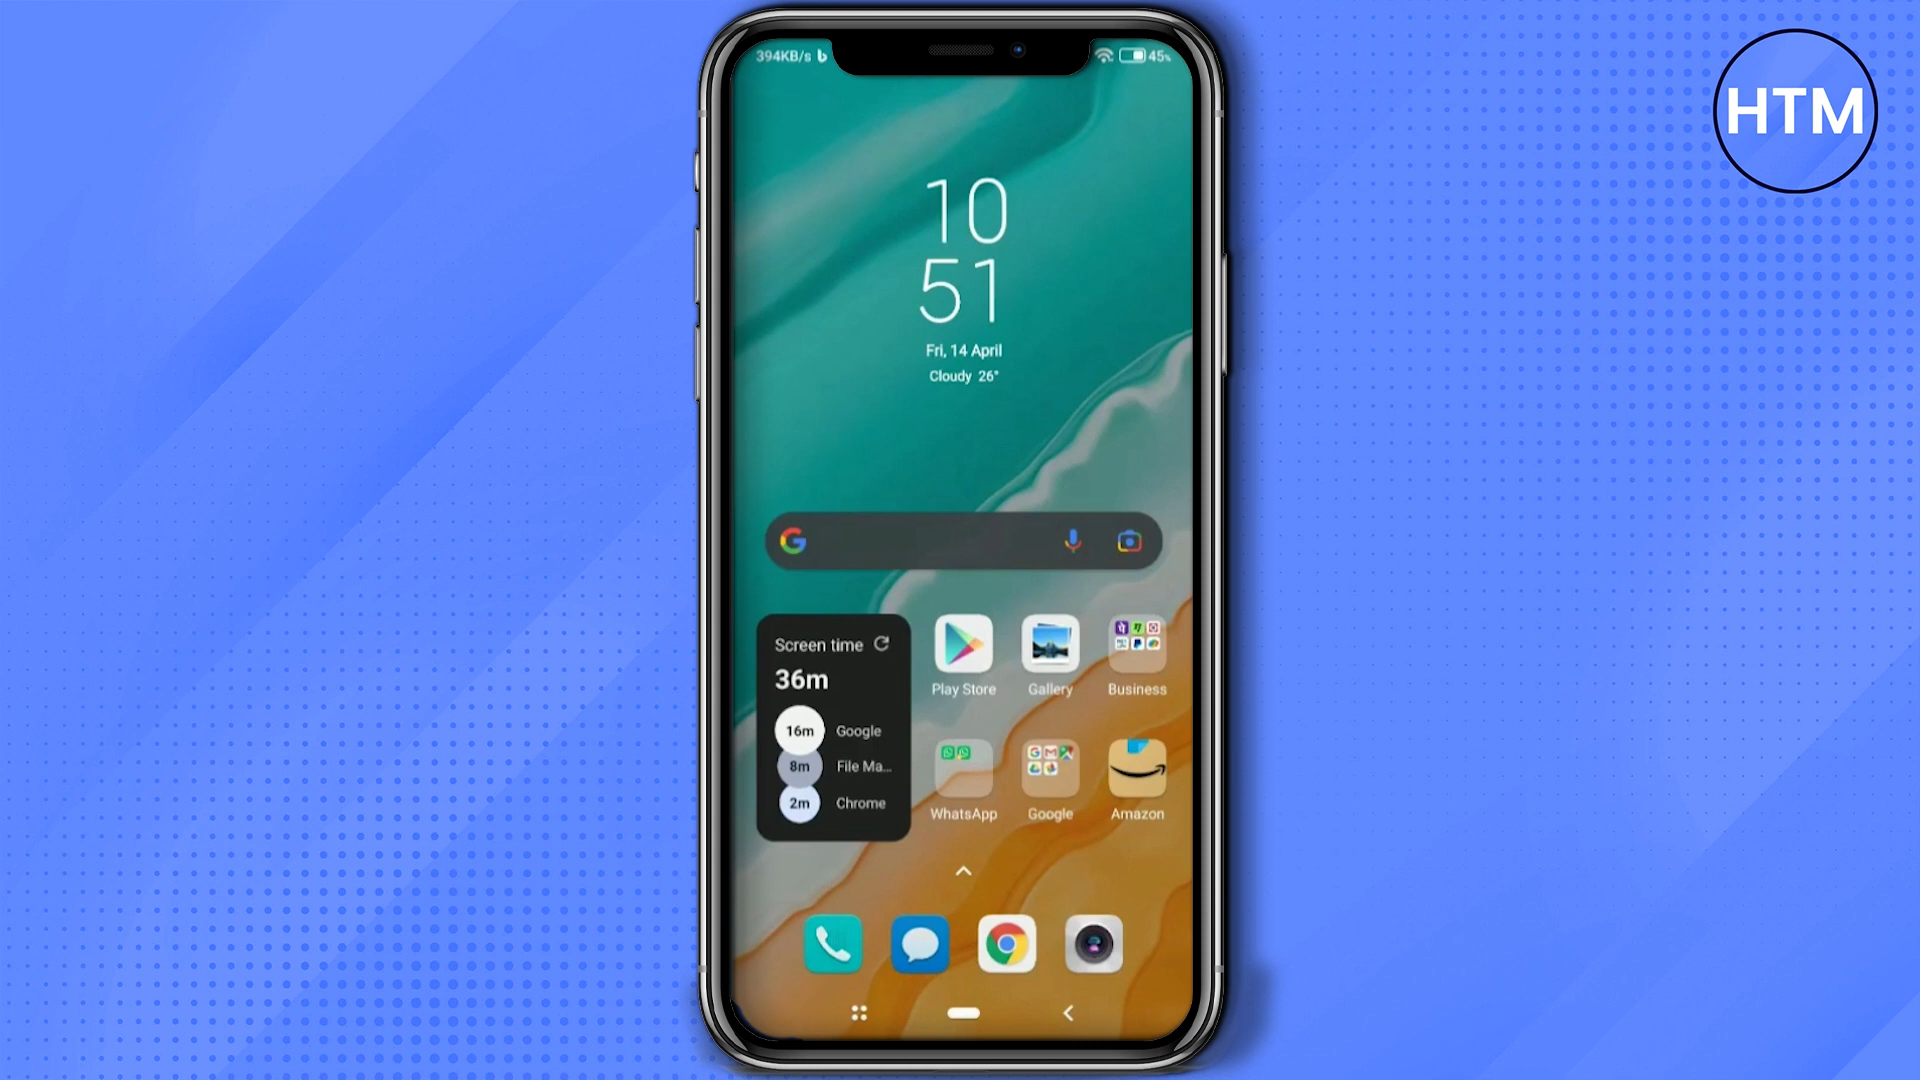 HTM
394KB/s
45%
10
51
Fri, 14 April
Cloudy 26°
Screen time
36m
16m Google
8m File Ma...
2m Chrome
Play Store
Gallery
Business
WhatsApp
Google
Amazon